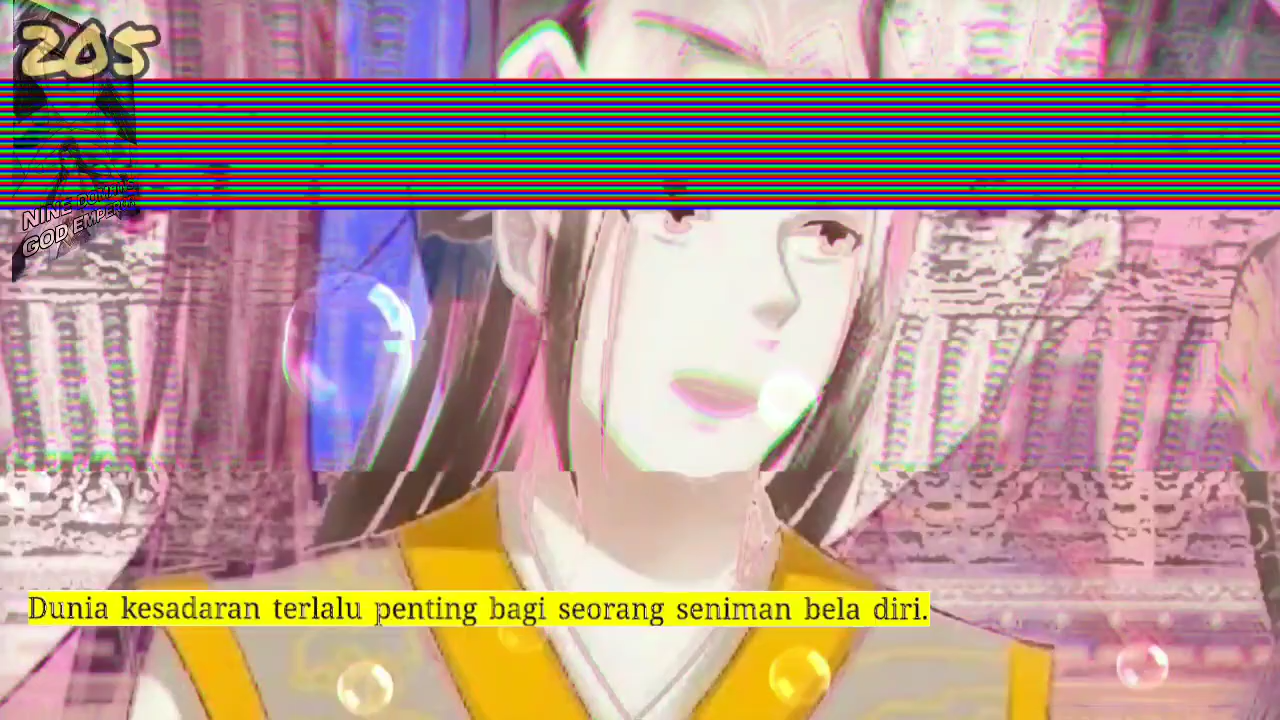 205
NINE DOMAINS
GOD EMPEROR
Dunia kesadaran terlalu penting bagi seorang seniman bela diri.